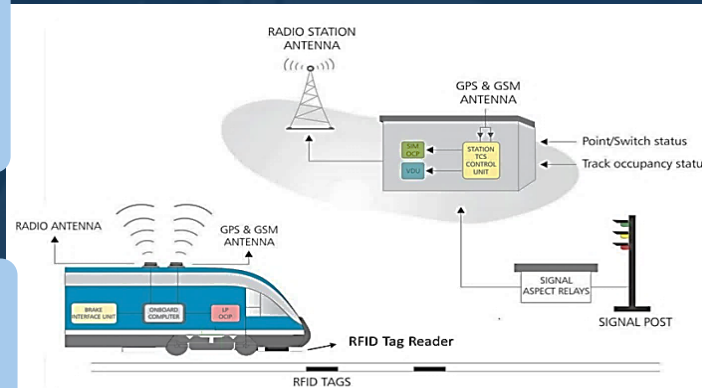 RADIO STATION
ANTENNA
GPS & GSM
ANTENNA
SIM
OCP
VDU
STATION
TCS
CONTROL
UNIT
Point/Switch status
Track occupancy statu
SIGNAL
ASPECT RELAYS
SIGNAL POST
RADIO ANTENNA
GPS & GSM
ANTENNA
BRAKE
INTERFACE UNIT
ONBOARD
COMPUTER
LP
OCIP
RFID Tag Reader
RFID TAGS